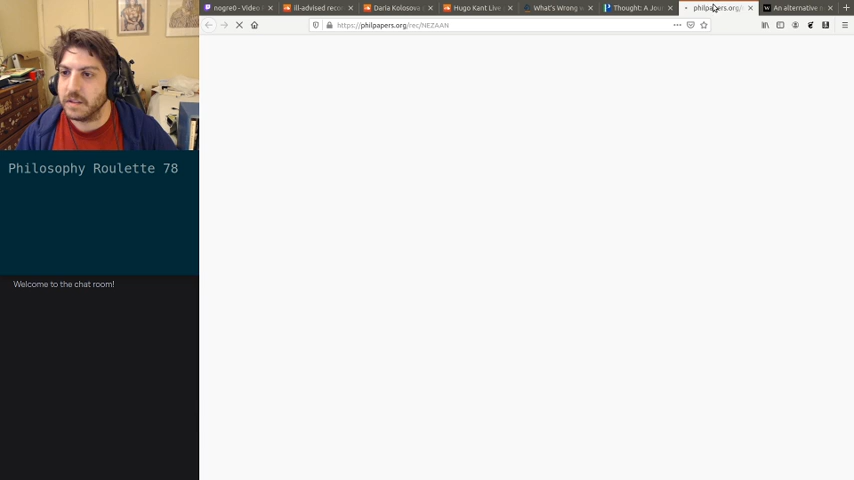 nogre0 - Video
ill-advised reco
Daria Kolosova
Hugo Kant Live
What's Wrong
Thought: A Jou
philpapers.org/
An alternative
https://philpapers.org/rec/NEZAAN
Philosophy Roulette 78
Welcome to the chat room!